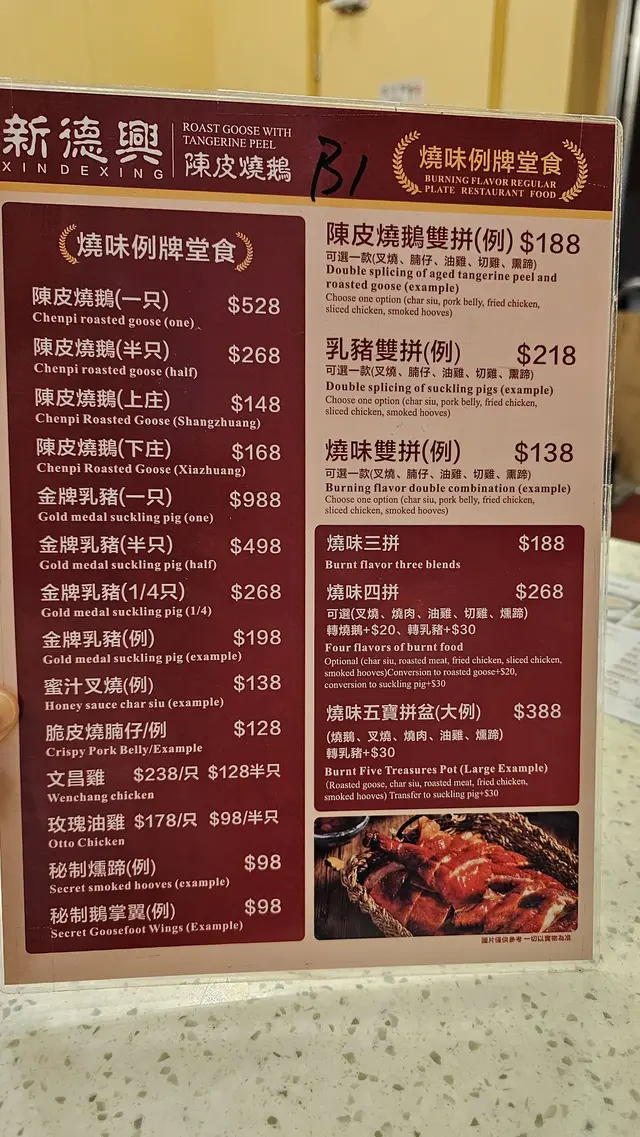 新德興
XINDEXING
ROAST GOOSE WITH
TANGERINE PEEL
陳皮燒鵝
B1
燒味例牌堂食
BURNING FLAVOR REGULAR
PLATE RESTAURANT FOOD
燒味例牌堂食
陳皮燒鵝(一只) $528
Chenpi roasted goose (one)
陳皮燒鵝(半只) $268
Chenpi roasted goose (half)
陳皮燒鵝(上庄) $148
Chenpi Roasted Goose (Shangzhuang)
陳皮燒鵝(下庄) $168
Chenpi Roasted Goose (Xiazhuang)
金牌乳豬(一只) $988
Gold medal suckling pig (one)
金牌乳豬(半只) $498
Gold medal suckling pig (half)
金牌乳豬(1/4只) $268
Gold medal suckling pig (1/4)
金牌乳豬(例) $198
Gold medal suckling pig (example)
蜜汁叉燒(例) $138
Honey sauce char siu (example)
脆皮燒腩仔/例 $128
Crispy Pork Belly/Example
文昌雞 $238/只 $128半只
Wenchang chicken
玫瑰油雞 $178/只 $98/半只
Otto Chicken
秘制燻蹄(例) $98
Secret smoked hooves (example)
秘制鵝掌翼(例) $98
Secret Goosefoot Wings (Example)
陳皮燒鵝雙拼(例) $188
可選一款(叉燒、腩仔、油雞、切雞、熏蹄)
Double splicing of aged tangerine peel and
roasted goose (example)
Choose one option (char siu, pork belly, fried chicken,
sliced chicken, smoked hooves)
乳豬雙拼(例) $218
可選一款(叉燒、腩仔、油雞、切雞、熏蹄)
Double splicing of suckling pigs (example)
Choose one option (char siu, pork belly, fried chicken,
sliced chicken, smoked hooves)
燒味雙拼(例) $138
可選一款(叉燒、腩仔、油雞、切雞、熏蹄)
Burning flavor double combination (example)
Choose one option (char siu, pork belly, fried chicken,
sliced chicken, smoked hooves)
燒味三拼 $188
Burnt flavor three blends
燒味四拼 $268
可選(叉燒、燒肉、油雞、切雞、燻蹄)
轉燒鵝+$20、轉乳豬+$30
Four flavors of burnt food
Optional (char siu, roasted meat, fried chicken, sliced chicken,
smoked hooves)Conversion to roasted goose+$20,
conversion to suckling pig+$30
燒味五寶拼盆(大例) $388
(燒鵝、叉燒、燒肉、油雞、燻蹄)
轉乳豬+$30
Burnt Five Treasures Pot (Large Example)
(Roasted goose, char siu, roasted meat, fried chicken,
smoked hooves) Transfer to suckling pig+$30
圖片僅供參考 一切以實物為准